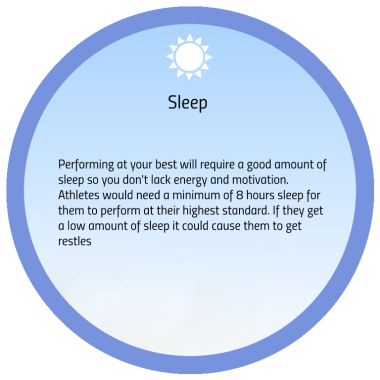 Sleep
Performing at your best will require a good amount of
sleep so you don't lack energy and motivation.
Athletes would need a minimum of 8 hours sleep for
them to perform at their highest standard. If they get
a low amount of sleep it could cause them to get
restles